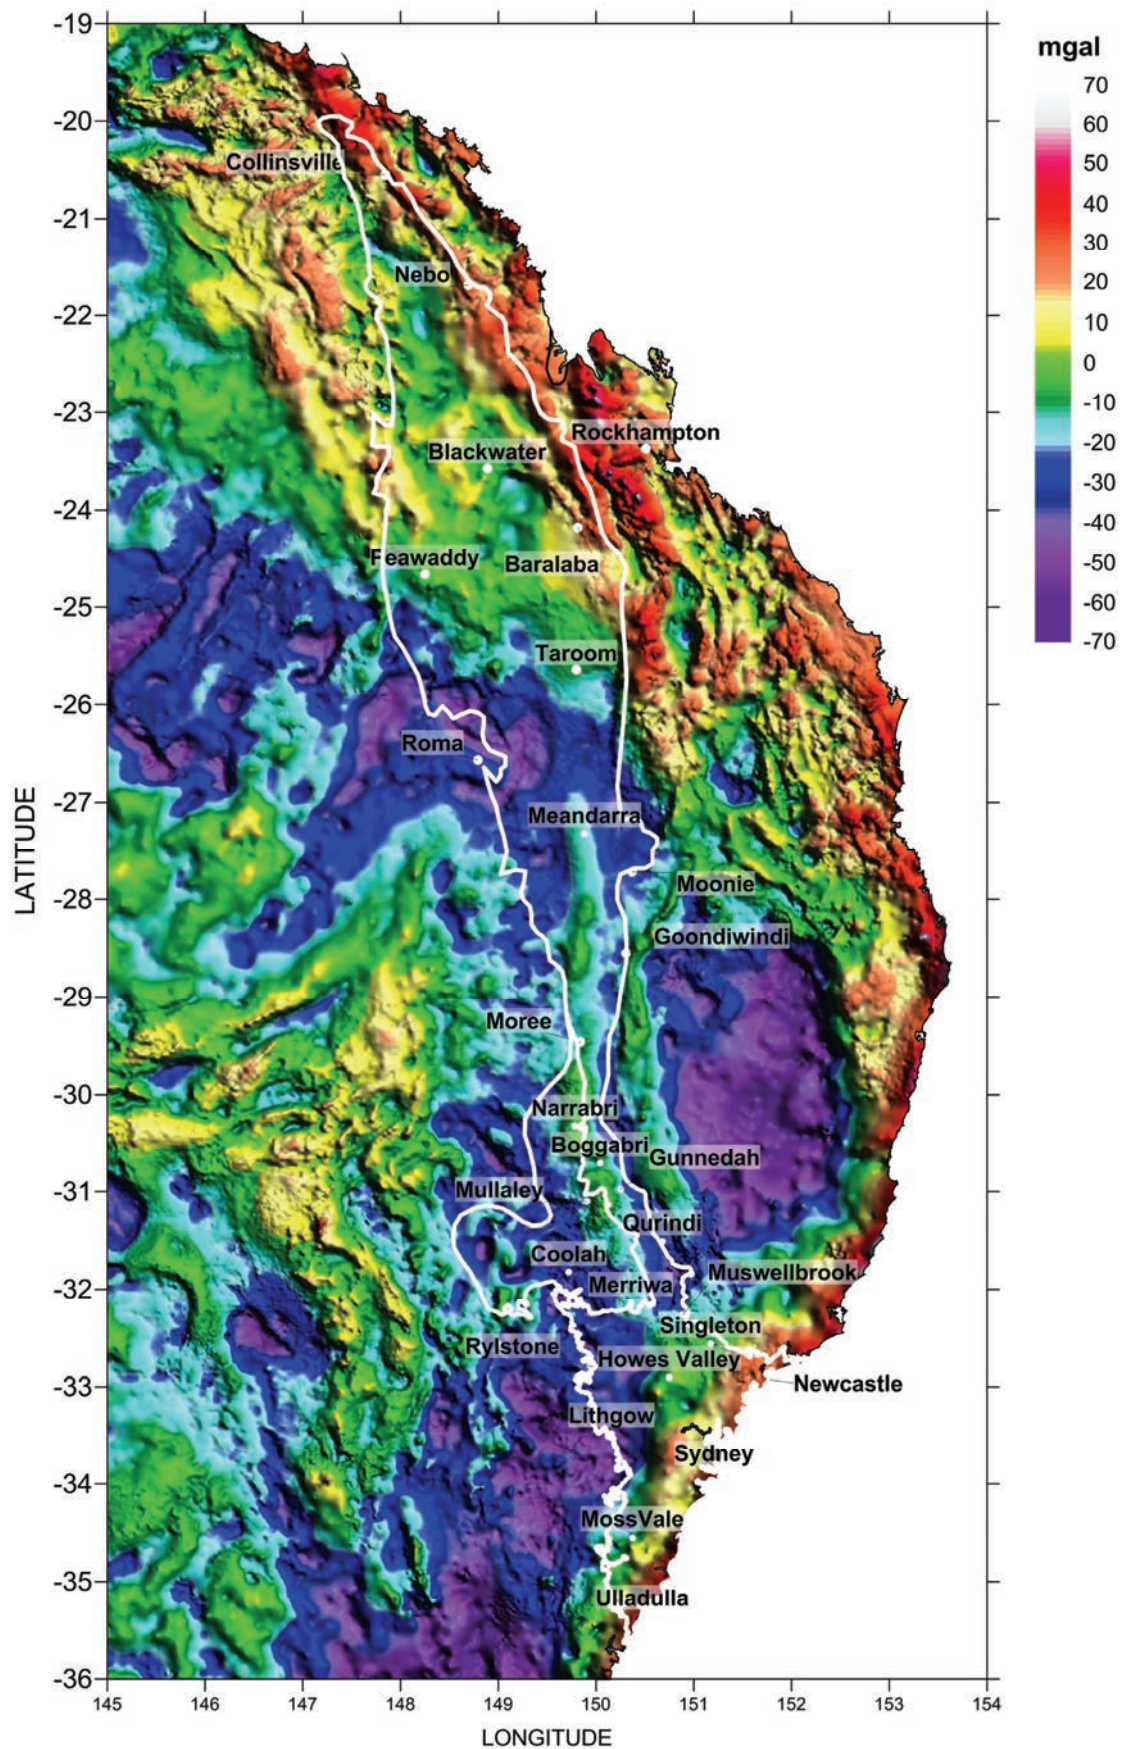 mgal
70
60
50
40
30
20
10
0
-10
-20
-30
-40
-50
-60
-70
-19
-20
-21
-22
-23
-24
-25
-26
-27
-28
-29
-30
-31
-32
-33
-34
-35
-36
LATITUDE
Collinsville
Nebo
Rockhampton
Blackwater
Peawaddy
Baralaba
Taroom
Roma
Meandarra
Moonie
Goondiwindi
Moree
Narrabri
Boggabri
Gunnedah
Mullaley
Qurindi
Coolah
Merriwa
Muswellbrook
Singleton
Rylstone
Howes Valley
Newcastle
Lithgow
Sydney
MossVale
Ulladulla
145 146 147 148 149 150 151 152 153 154
LONGITUDE